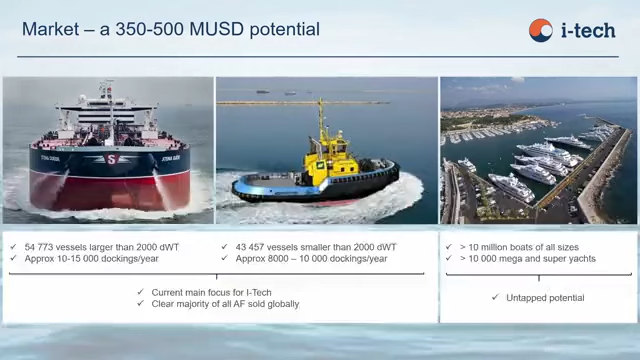 Market – a 350-500 MUSD potential
i-tech
S
✓ 54 773 vessels larger than 2000 dWT
✓ Approx 10-15 000 dockings/year
✓ 43 457 vessels smaller than 2000 dWT
✓ Approx 8000 – 10 000 dockings/year
✓ > 10 million boats of all sizes
✓ > 10 000 mega and super yachts
✓ Current main focus for I-Tech
✓ Clear majority of all AF sold globally
✓ Untapped potential